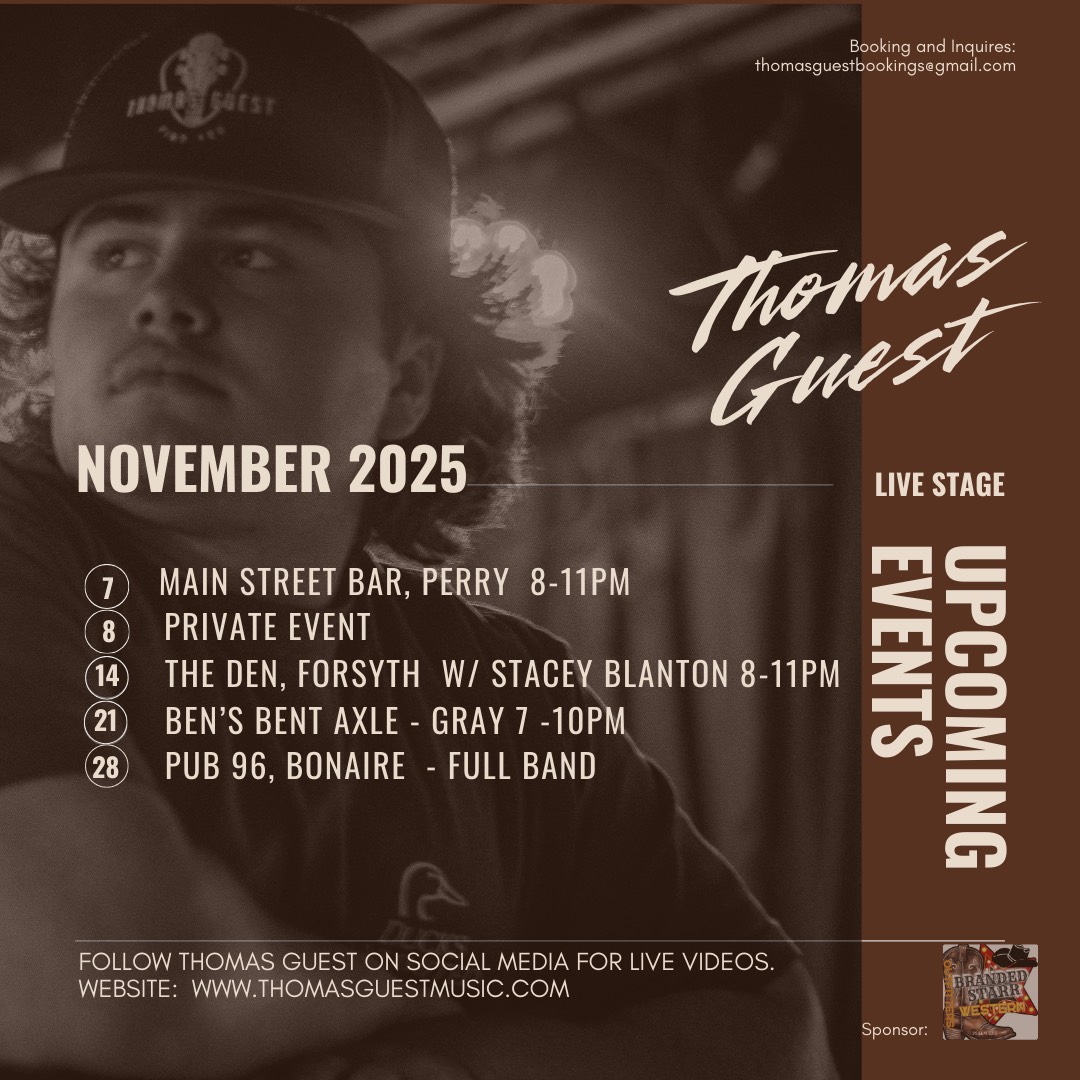 Booking and Inquires:
thomasguestbookings@gmail.com
THOMAS GUEST
Thomas
Guest
NOVEMBER 2025
LIVE STAGE
UPCOMING
EVENTS
7 MAIN STREET BAR, PERRY 8-11PM
8 PRIVATE EVENT
14 THE DEN, FORSYTH W/ STACEY BLANTON 8-11PM
21 BEN'S BENT AXLE - GRAY 7 -10PM
28 PUB 96, BONAIRE - FULL BAND
DUCKS
FOLLOW THOMAS GUEST ON SOCIAL MEDIA FOR LIVE VIDEOS.
WEBSITE: WWW.THOMASGUESTMUSIC.COM
Sponsor:
BRANDED
STARR
WESTERN